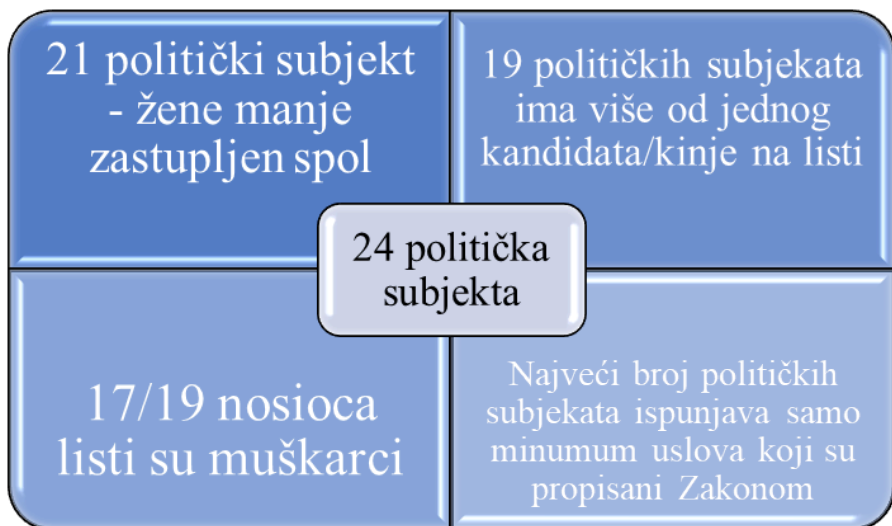 21 politički subjekt
- žene manje
zastupljen spol
19 političkih subjekata
ima više od jednog
kandidata/kinje na listi
24 politička
subjekta
17/19 nosioca
listi su muškarci
Najveći broj političkih
subjekata ispunjava samo
minumum uslova koji su
propisani Zakonom